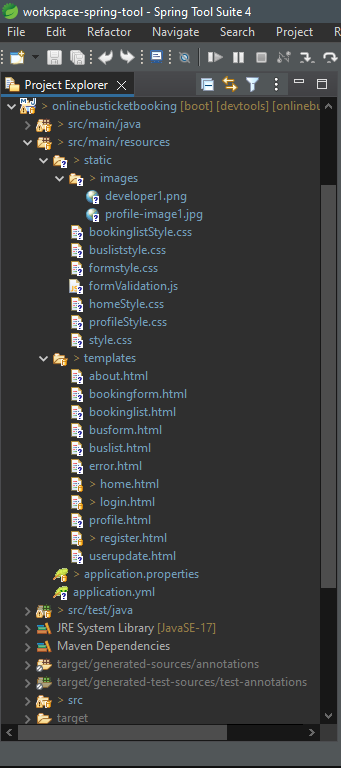 workspace-spring-tool - Spring Tool Suite 4
File Edit Refactor Navigate Search Project
Project Explorer
> onlinebusticketbooking [boot] [devtools] [onlinebu
> src/main/java
> src/main/resources
> static
> images
developer1.png
profile-image1.jpg
bookinglistStyle.css
busliststyle.css
formstyle.css
formValidation.js
homeStyle.css
profileStyle.css
style.css
> templates
about.html
bookingform.html
bookinglist.html
busform.html
buslist.html
error.html
> home.html
> login.html
profile.html
> register.html
userupdate.html
> application.properties
application.yml
> src/test/java
JRE System Library [JavaSE-17]
Maven Dependencies
target/generated-sources/annotations
target/generated-test-sources/test-annotations
> src
target